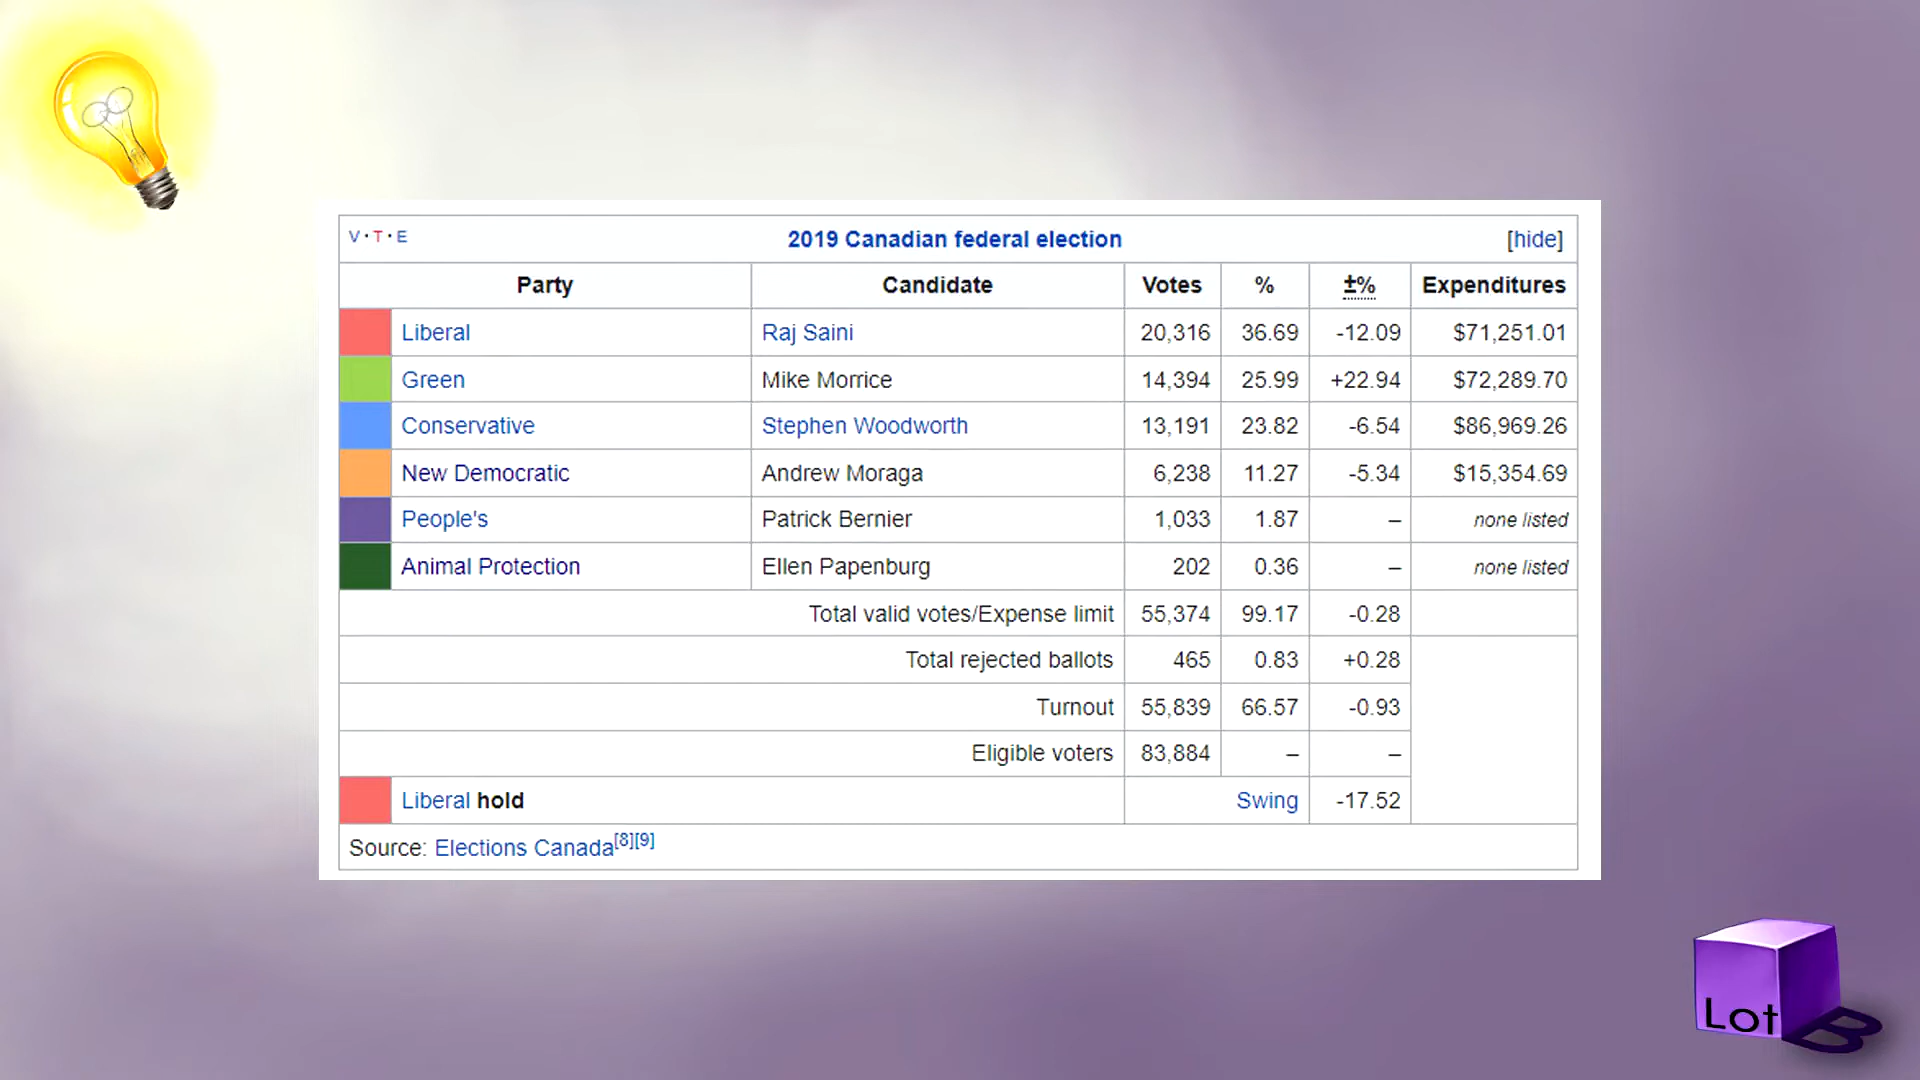 V·T·E 2019 Canadian federal election [hide]
Party Candidate Votes % ±% Expenditures
Liberal Raj Saini 20,316 36.69 -12.09 $71,251.01
Green Mike Morrice 14,394 25.99 +22.94 $72,289.70
Conservative Stephen Woodworth 13,191 23.82 -6.54 $86,969.26
New Democratic Andrew Moraga 6,238 11.27 -5.34 $15,354.69
People's Patrick Bernier 1,033 1.87 – none listed
Animal Protection Ellen Papenburg 202 0.36 – none listed
Total valid votes/Expense limit 55,374 99.17 -0.28
Total rejected ballots 465 0.83 +0.28
Turnout 55,839 66.57 -0.93
Eligible voters 83,884 – –
Liberal hold Swing -17.52
Source: Elections Canada[8][9]
Lot B